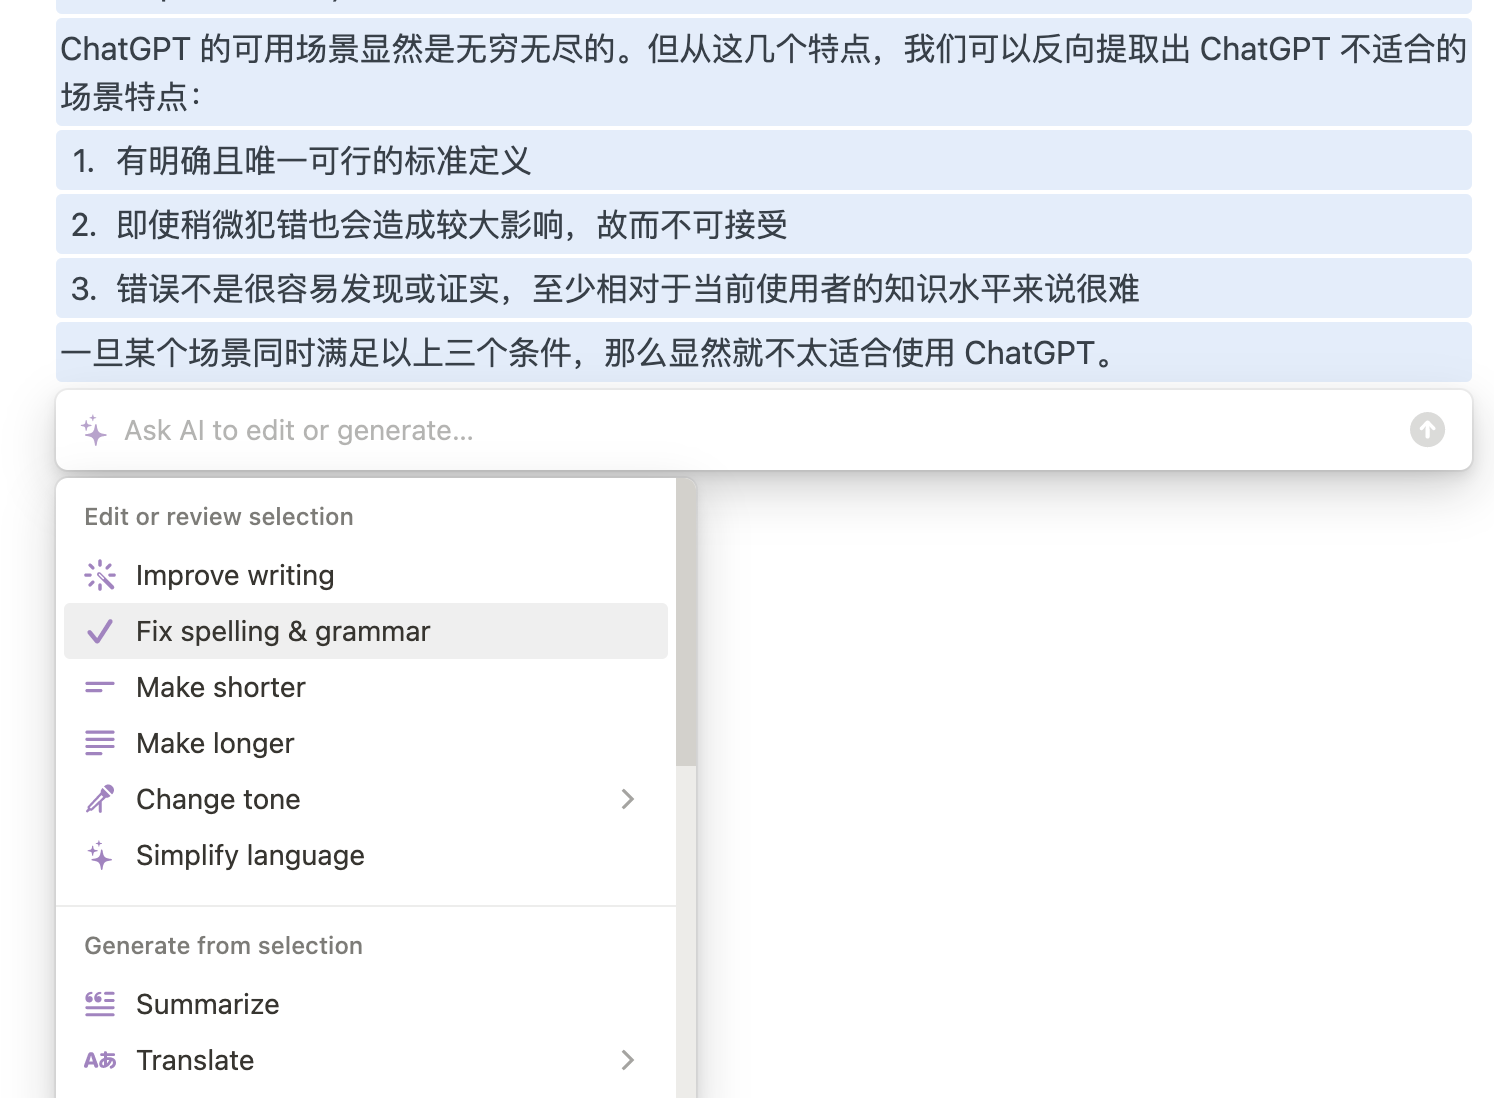 ChatGPT 的可用场景显然是无穷无尽的。但从这几个特点，我们可以反向提取出 ChatGPT 不适合的
场景特点：
1. 有明确且唯一可行的标准定义
2. 即使稍微犯错也会造成较大影响，故而不可接受
3. 错误不是很容易发现或证实，至少相对于当前使用者的知识水平来说很难
一旦某个场景同时满足以上三个条件，那么显然就不太适合使用 ChatGPT。
Ask AI to edit or generate...
Edit or review selection
Improve writing
Fix spelling & grammar
Make shorter
Make longer
Change tone
Simplify language
Generate from selection
Summarize
Aあ Translate